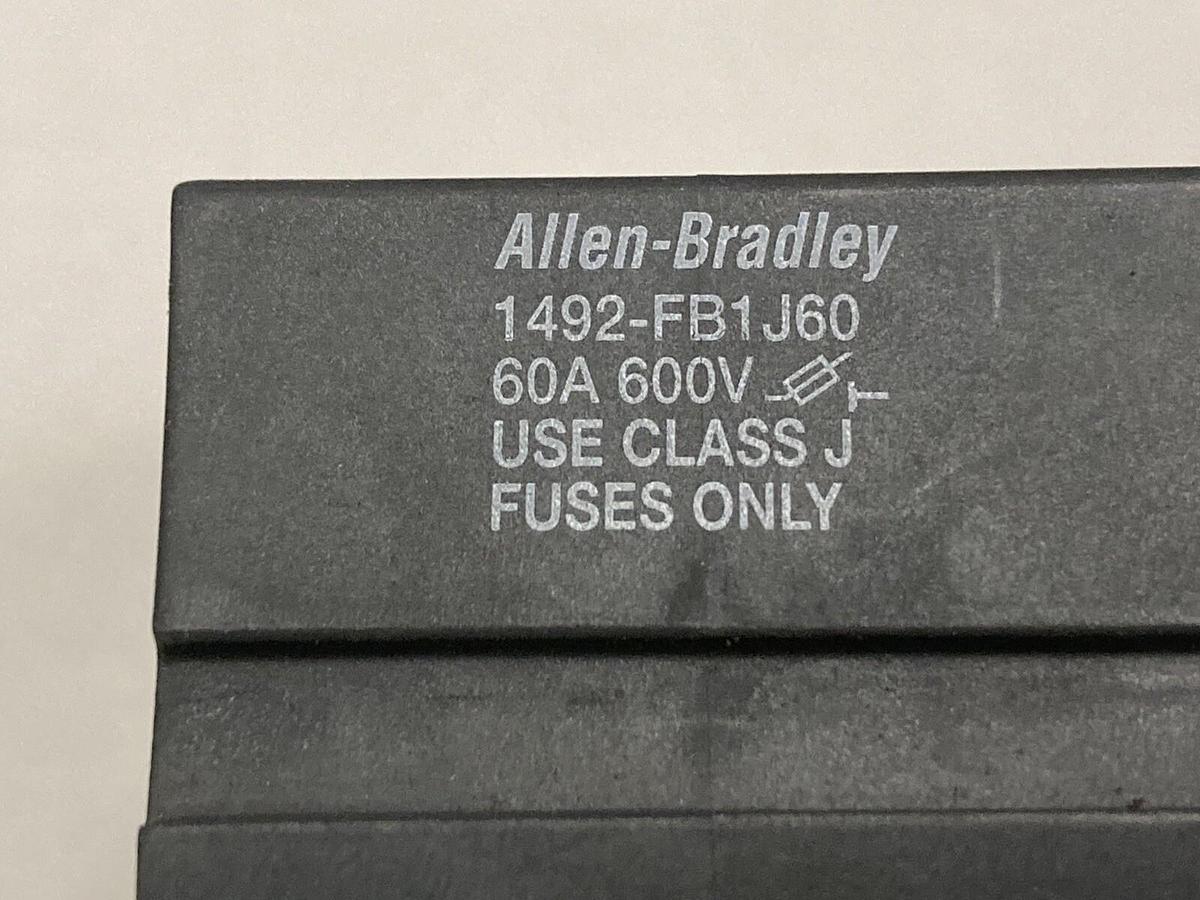 Allen-Bradley
1492-FB1J60
60A 600V
USE CLASS J
FUSES ONLY